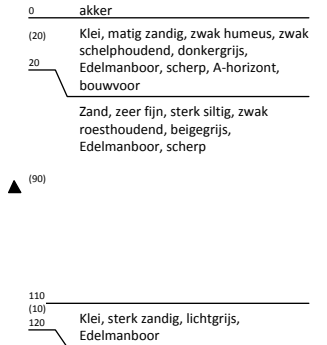 0 akker
(20) Klei, matig zandig, zwak humeus, zwak
schelphoudend, donkergrijs,
20 Edelmanboor, scherp, A-horizont,
bouwvoor
Zand, zeer fijn, sterk siltig, zwak
roesthoudend, beigegrijs,
Edelmanboor, scherp
(90)
110
(10)
120 Klei, sterk zandig, lichtgrijs,
Edelmanboor